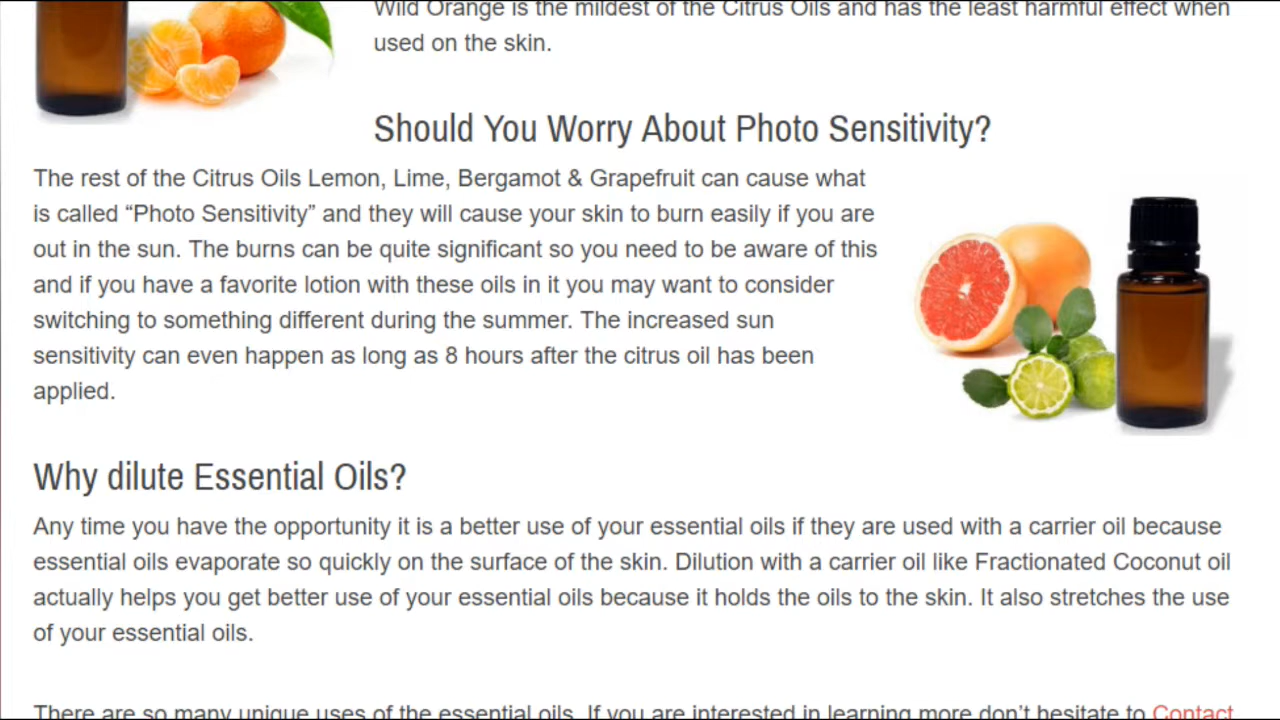 Wild Orange is the mildest of the Citrus Oils and has the least harmful effect when
used on the skin.
Should You Worry About Photo Sensitivity?
The rest of the Citrus Oils Lemon, Lime, Bergamot & Grapefruit can cause what
is called “Photo Sensitivity” and they will cause your skin to burn easily if you are
out in the sun. The burns can be quite significant so you need to be aware of this
and if you have a favorite lotion with these oils in it you may want to consider
switching to something different during the summer. The increased sun
sensitivity can even happen as long as 8 hours after the citrus oil has been
applied.
Why dilute Essential Oils?
Any time you have the opportunity it is a better use of your essential oils if they are used with a carrier oil because
essential oils evaporate so quickly on the surface of the skin. Dilution with a carrier oil like Fractionated Coconut oil
actually helps you get better use of your essential oils because it holds the oils to the skin. It also stretches the use
of your essential oils.
There are so many unique uses of the essential oils. If you are interested in learning more don’t hesitate to Contact